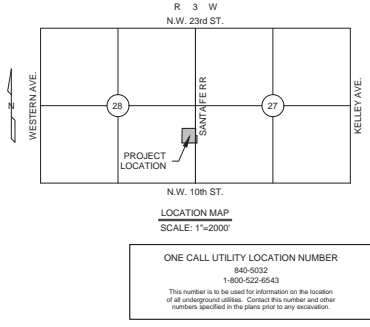 R 3 W
N.W. 23rd ST.
WESTERN AVE.
N
28
SANTA FE RR
27
KELLEY AVE.
PROJECT
LOCATION
N.W. 10th ST.
LOCATION MAP
SCALE: 1"=2000'
ONE CALL UTILITY LOCATION NUMBER
840-5032
1-800-522-6543
This number is to be used for information on the location
of all underground utilities. Contact this number and other
numbers specified in the plans prior to any excavation.